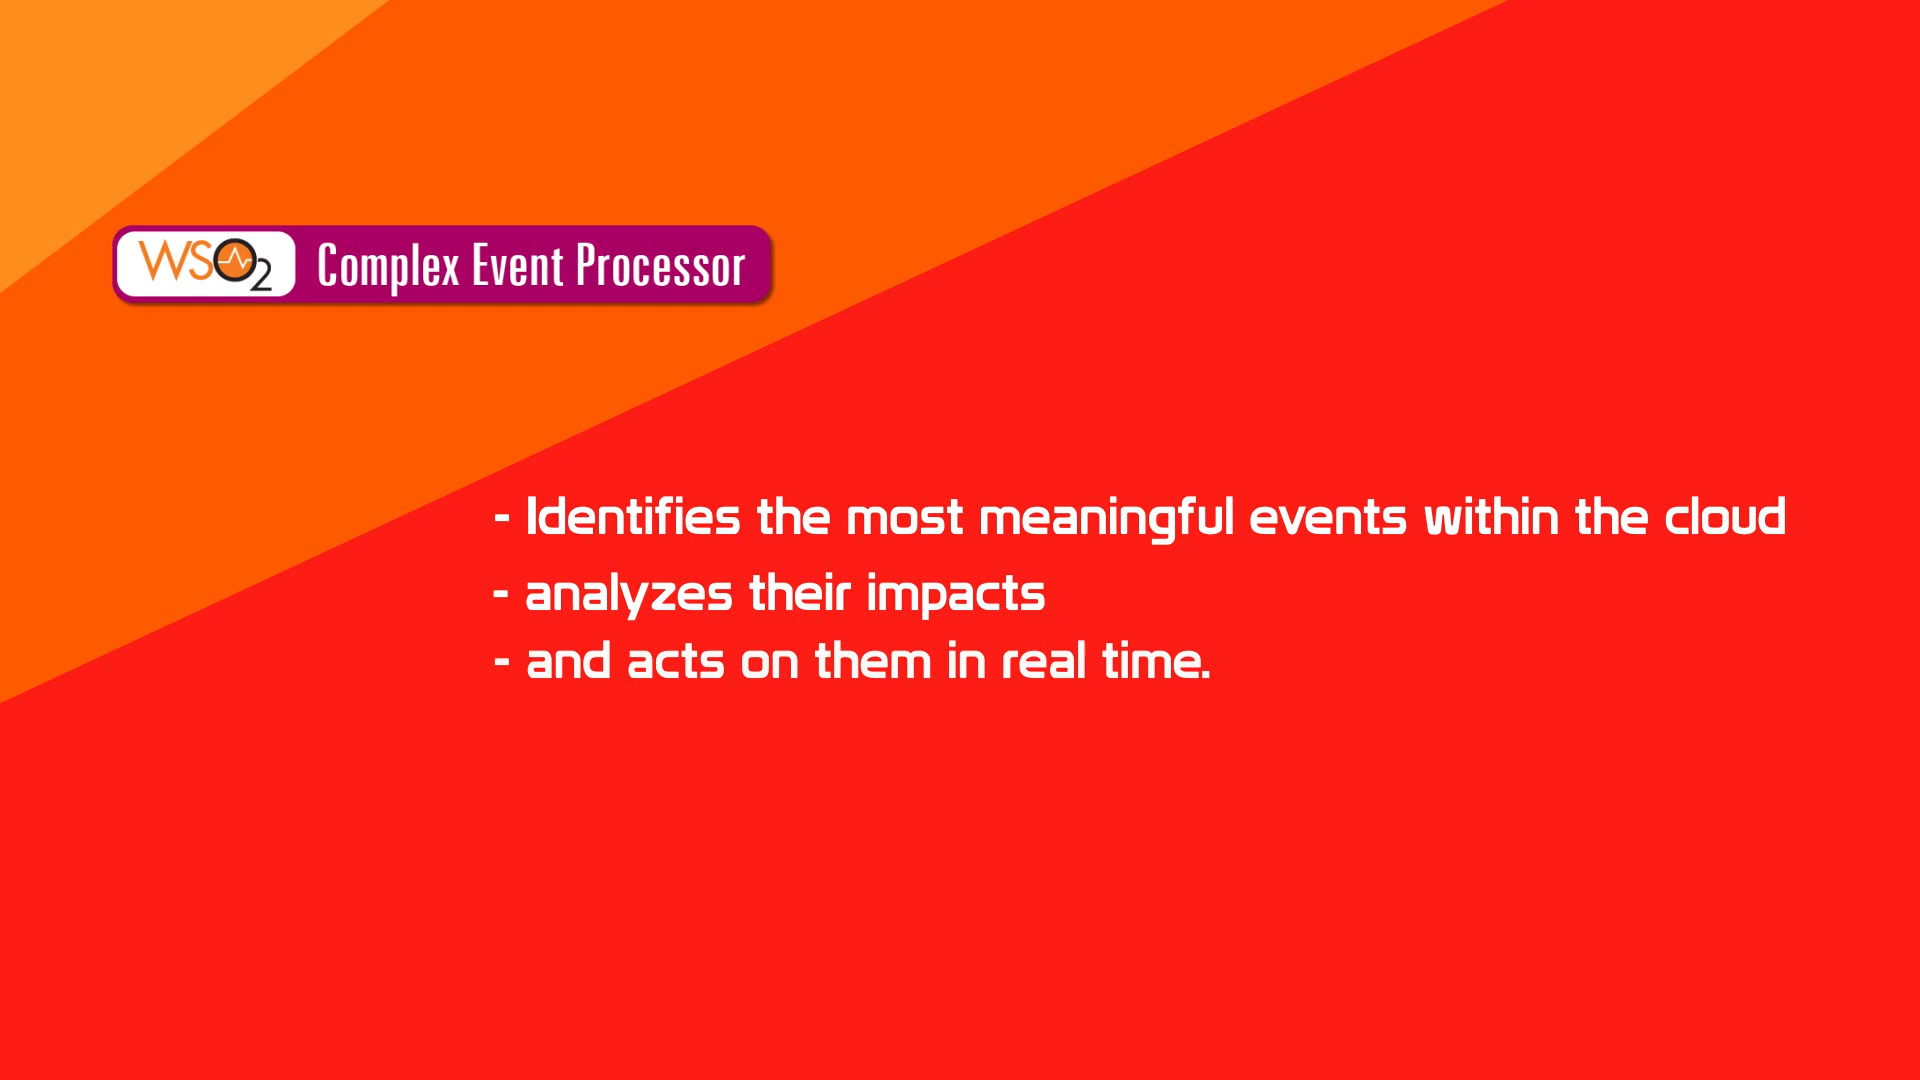 WSO2 Complex Event Processor
- Identifies the most meaningful events within the cloud
- analyzes their impacts
- and acts on them in real time.